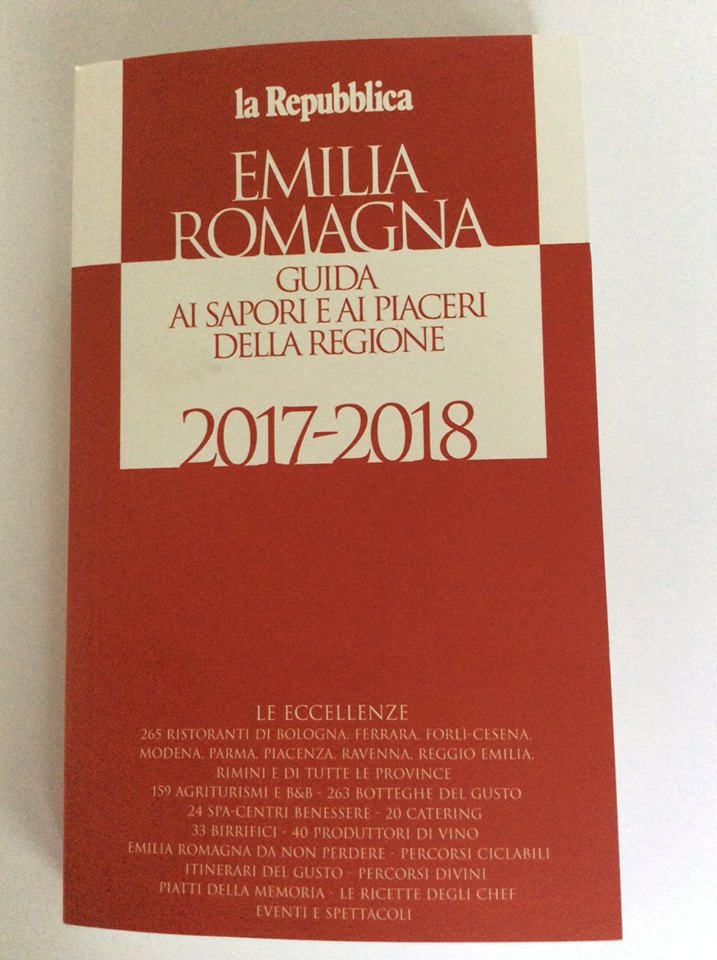 la Repubblica
EMILIA
ROMAGNA
GUIDA
AI SAPORI E AI PIACERI
DELLA REGIONE
2017-2018
LE ECCELLENZE
265 RISTORANTI DI BOLOGNA, FERRARA, FORLÌ-CESENA,
MODENA, PARMA, PIACENZA, RAVENNA, REGGIO EMILIA,
RIMINI E DI TUTTE LE PROVINCE
159 AGRITURISMI E B&B - 263 BOTTEGHE DEL GUSTO
24 SPA-CENTRI BENESSERE - 20 CATERING
33 BIRRIFICI - 40 PRODUTTORI DI VINO
EMILIA ROMAGNA DA NON PERDERE - PERCORSI CICLABILI
ITINERARI DEL GUSTO - PERCORSI DIVINI
PIATTI DELLA MEMORIA - LE RICETTE DEGLI CHEF
EVENTI E SPETTACOLI